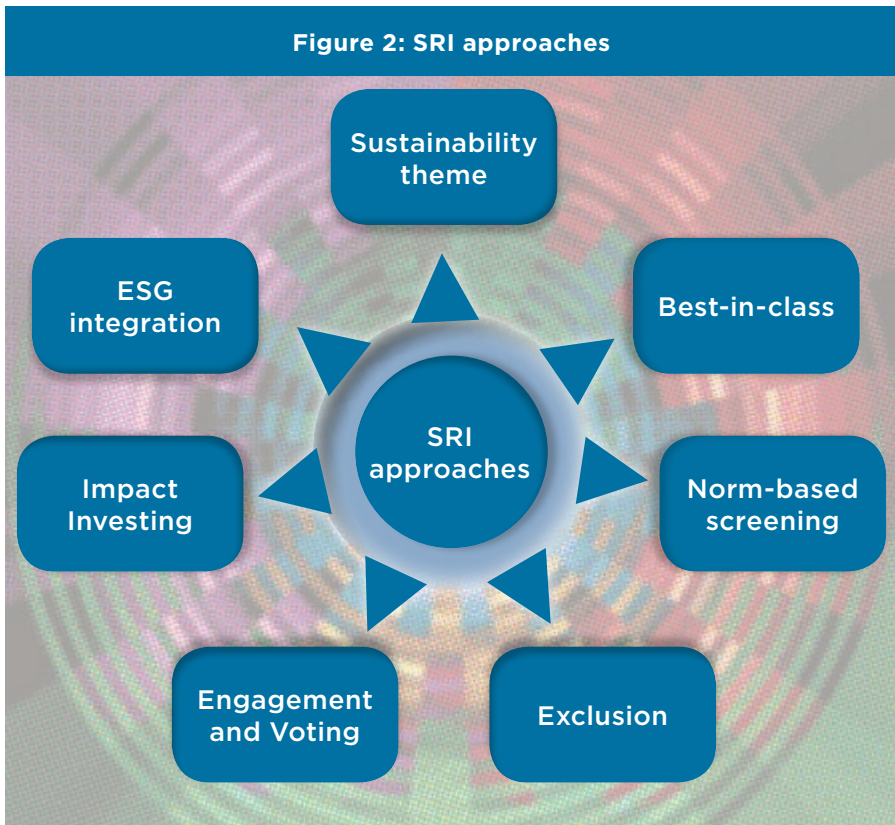 Figure 2: SRI approaches
Sustainability
theme
ESG
integration
Best-in-class
SRI
approaches
Impact
Investing
Norm-based
screening
Engagement
and Voting
Exclusion